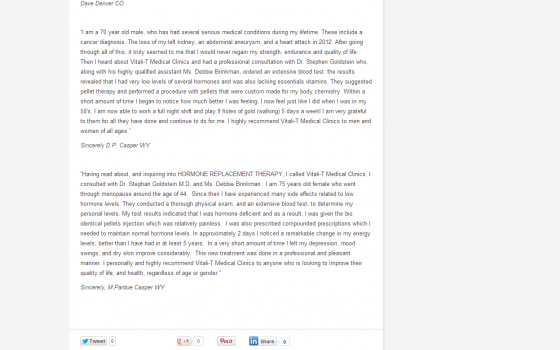 Dave Denver CO
"I am a 70 year old male, who has had several serious medical conditions during my lifetime. These include a
cancer diagnosis. The loss of my left kidney, an abdominal aneurysm, and a heart attack in 2012. After going
through all of this, it truly seemed to me that I would never regain my strength, endurance and quality of life.
Then I heard about Vitali-T Medical Clinics and had a professional consultation with Dr. Stephen Goldstein who,
along with his highly qualified assistant Ms. Debbie Brinkman, ordered an extensive blood test, the results
revealed that I had very low levels of several hormones and was also lacking essentials vitamins. They suggested
pellet therapy and performed a procedure with pellets that were custom made for my body chemistry. Within a
short amount of time I began to notice how much better I was feeling. I now feel just like I did when I was in my
50's. I am now able to work a full night shift and play 9 holes of gold (walking) 5 days a week! I am very grateful
to them for all they have done and continue to do for me. I highly recommend Vitali-T Medical Clinics to men and
women of all ages."
Sincerely D.P. Casper WY
"Having read about, and inquiring into HORMONE REPLACEMENT THERAPY, I called Vitali-T Medical Clinics. I
consulted with Dr. Stephan Goldstein M.D. and Ms. Debbie Brinkman. I am 75 years old female who went
through menopause around the age of 44. Since then I have experienced many side effects related to low
hormone levels. They conducted a thorough physical exam, and an extensive blood test, to determine my
personal levels. My test results indicated that I was hormone deficient and as a result, I was given the bio
identical pellets injection which was relatively painless. I was also prescribed compounded prescriptions which I
needed to maintain normal hormone levels. In approximately 2 days I noticed a remarkable change in my energy
levels; better than I have had in at least 5 years. In a very short amount of time I felt my depression, mood
swings, and dry skin improve considerably. This new treatment was done in a professional and pleasant
manner. I personally and highly recommend Vitali-T Medical Clinics to anyone who is looking to improve their
quality of life, and health, regardless of age or gender."
Sincerely, M Pardue Casper WY
Tweet 0 +1 0 Pin it in Share 0